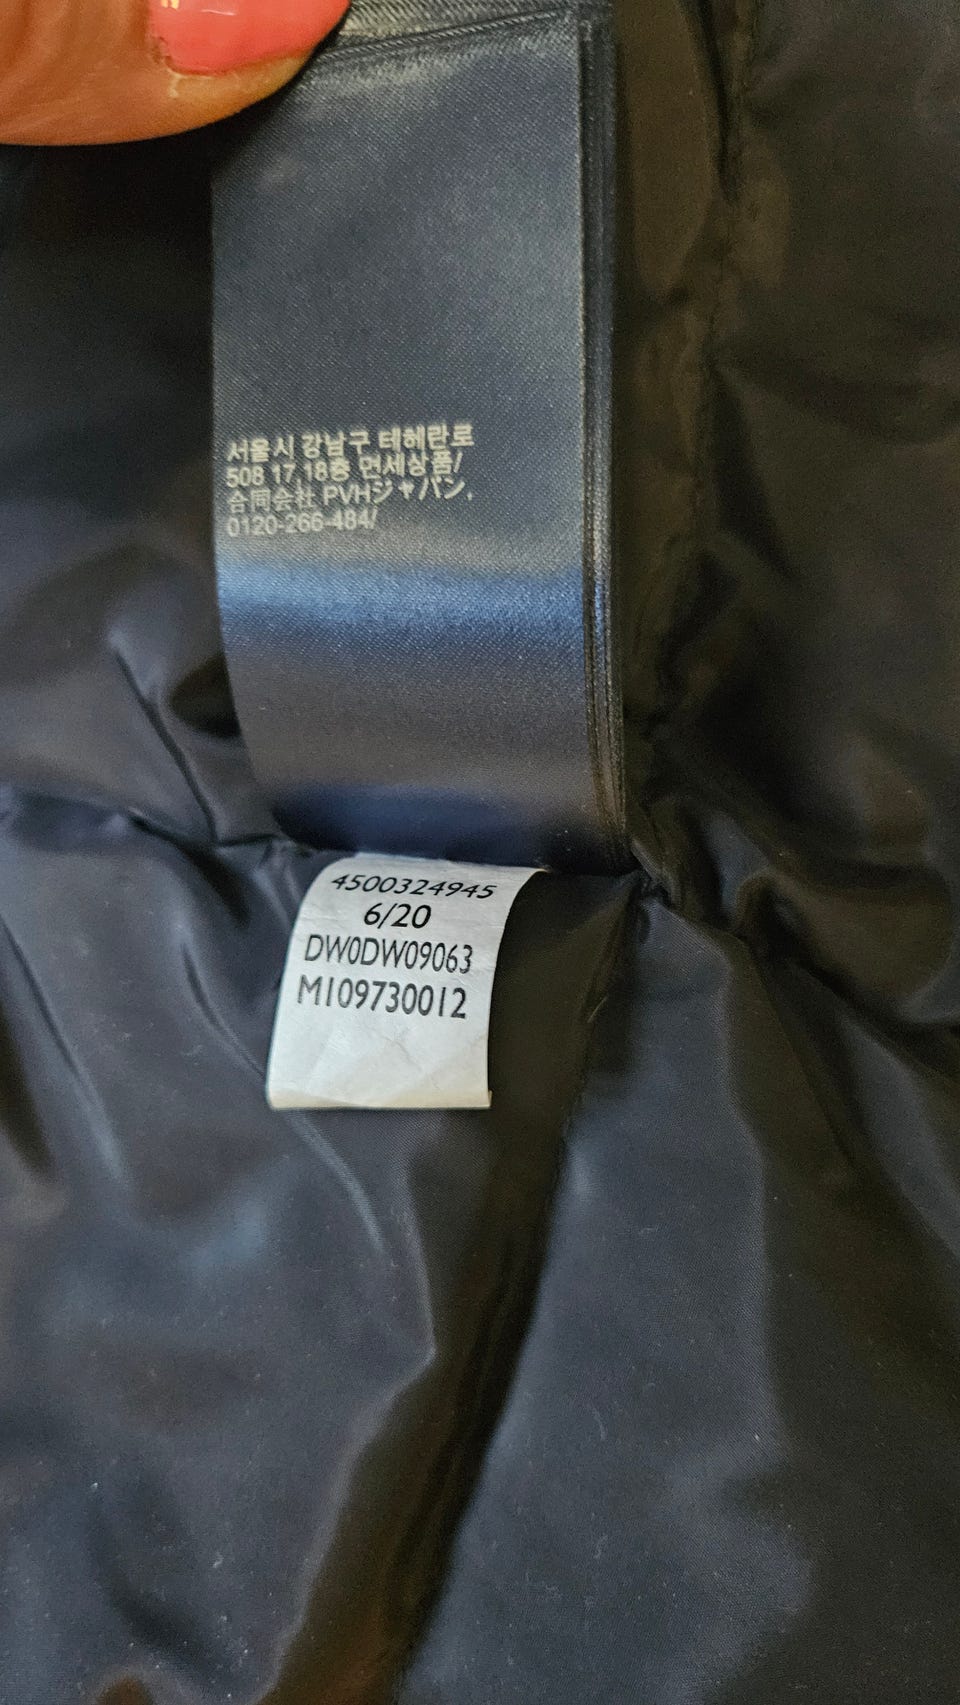 서울시 강남구 테헤란로
508 17,18층 면세상품/
合同会社 PVHジャパン,
0120-266-484/
4500324945
6/20
DW0DW09063
M109730012